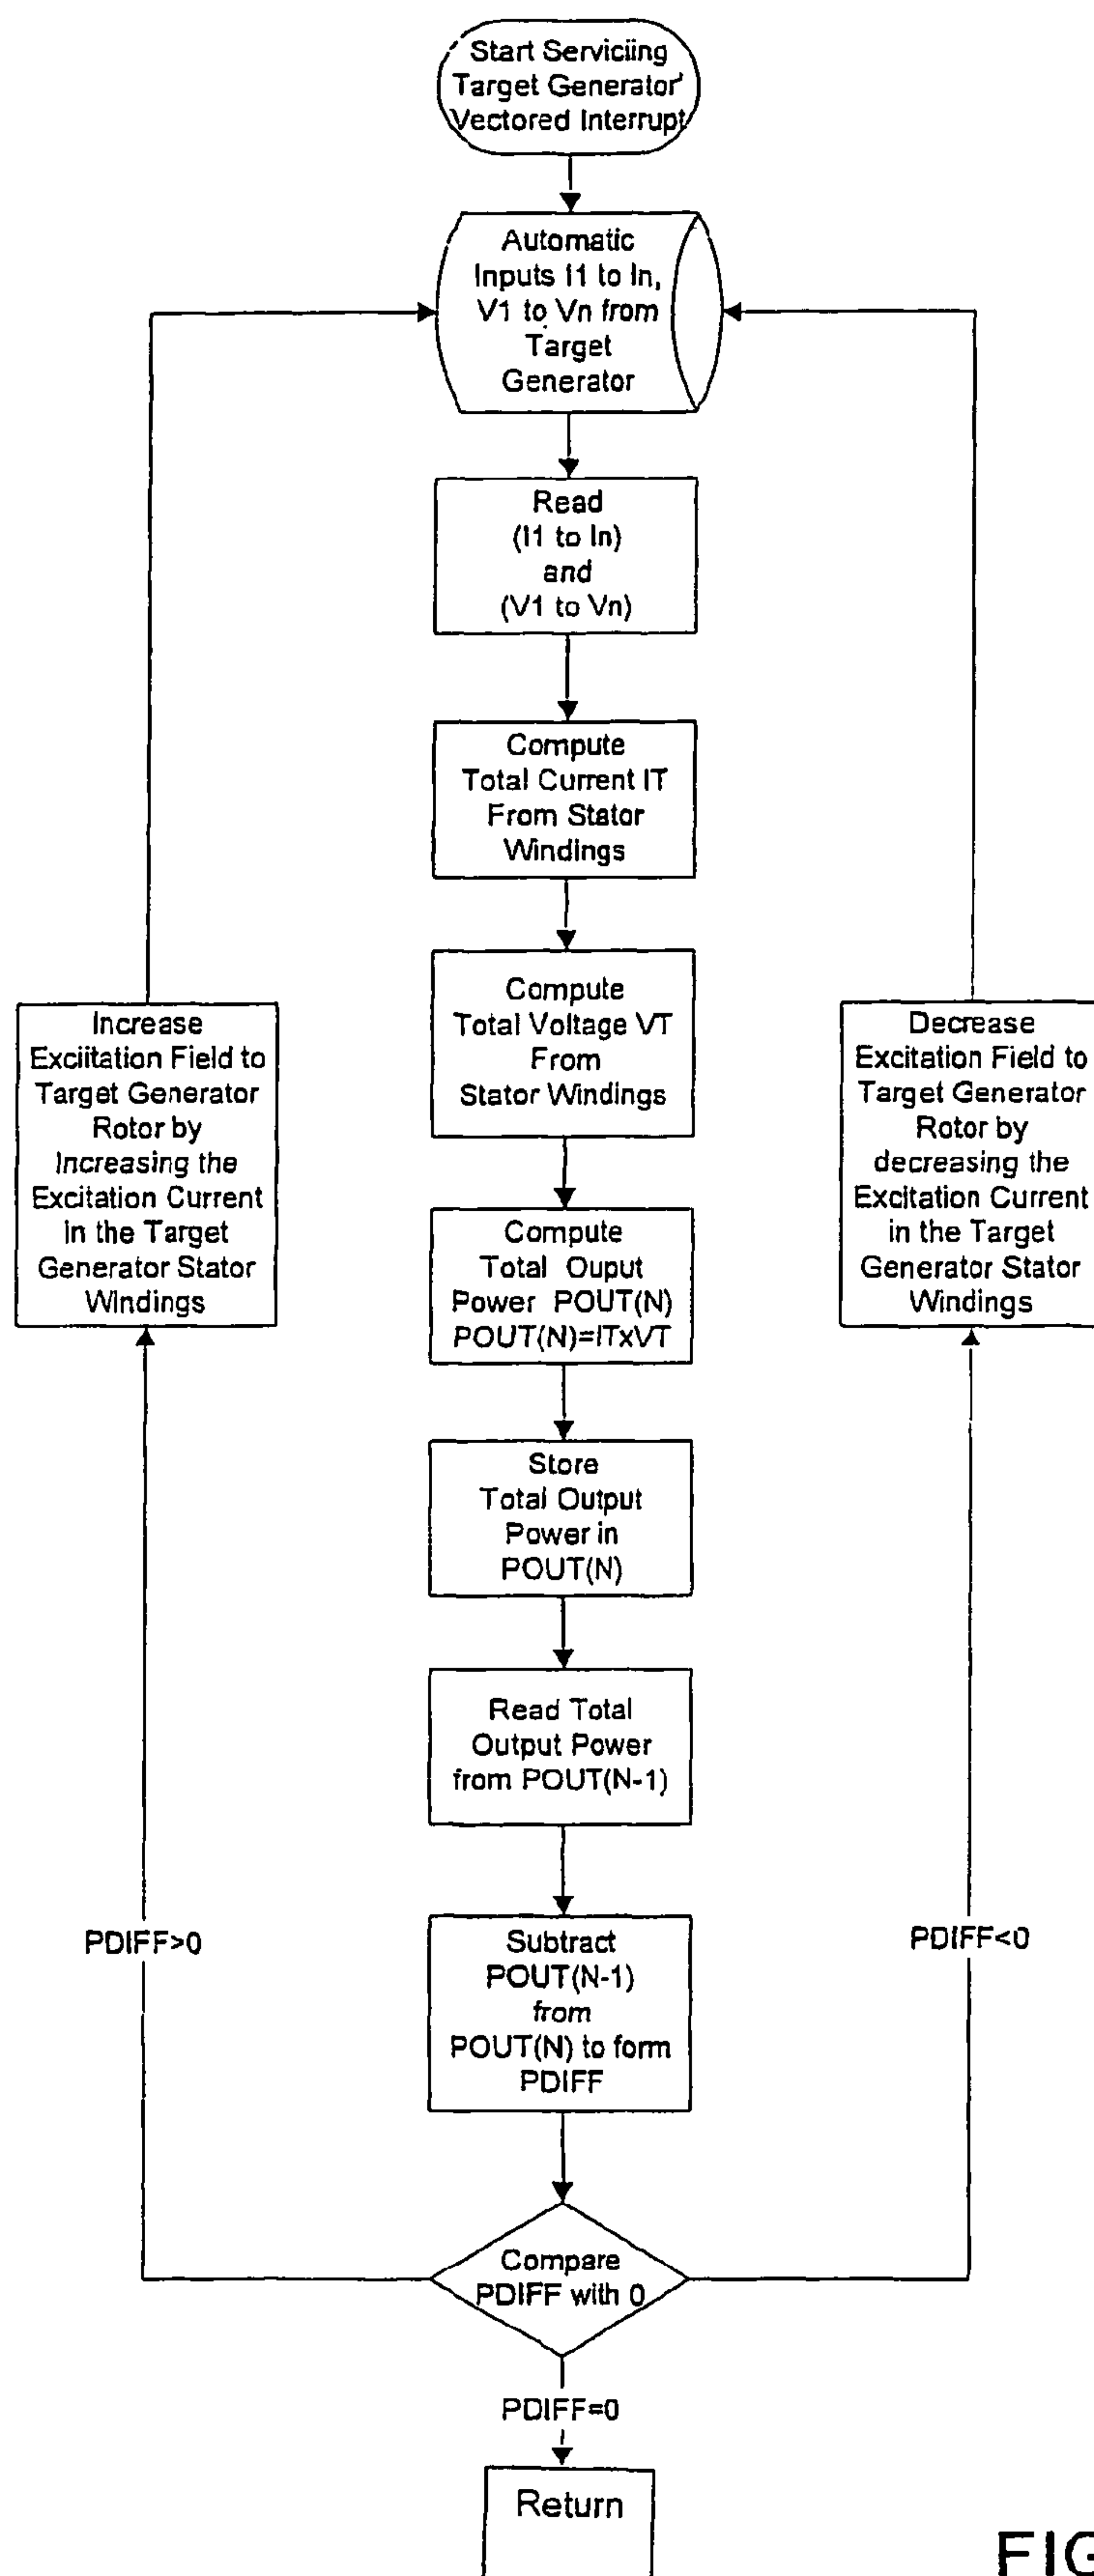 Start Serviciing
Target Generator'
Vectored Interrupt
Automatic
Inputs I1 to In,
V1 to Vn from
Target
Generator
Read
(I1 to In)
and
(V1 to Vn)
Compute
Total Current IT
From Stator
Windings
Compute
Total Voltage VT
From
Stator Windings
Increase
Exciitation Field to
Target Generator
Rotor by
Increasing the
Excitation Current
in the Target
Generator Stator
Windings
Decrease
Excitation Field to
Target Generator
Rotor by
decreasing the
Excitation Current
in the Target
Generator Stator
Windings
Compute
Total Ouput
Power POUT(N)
POUT(N)=ITxVT
Store
Total Output
Power in
POUT(N)
Read Total
Output Power
from POUT(N-1)
PDIFF>0
PDIFF<0
Subtract
POUT(N-1)
from
POUT(N) to form
PDIFF
Compare
PDIFF with 0
PDIFF=0
Return
FIG